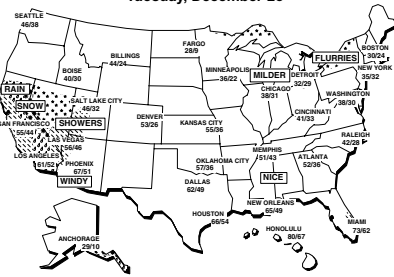 Tuesday, December
SEATTLE
46/38
BILLINGS
44/24
FARGO
28/9
BOISE
40/30
MINNEAPOLIS
36/22
MILDER
DETROIT
32/29
FLURRIES
BOSTON
30/24
NEW YORK
35/32
CHICAGO
38/31
WASHINGTON
38/30
RAIN
SNOW
SALT LAKE CITY
46/32
SHOWERS
DENVER
53/26
KANSAS CITY
55/36
CINCINNATI
41/33
SAN FRANCISCO
55/44
LAS VEGAS
56/46
RALEIGH
42/28
LOS ANGELES
61/52
PHOENIX
67/51
WINDY
OKLAHOMA CITY
57/36
MEMPHIS
51/43
ATLANTA
52/36
DALLAS
62/49
NICE
HOUSTON
66/54
NEW ORLEANS
65/49
MIAMI
73/62
ANCHORAGE
29/10
HONOLULU
80/67